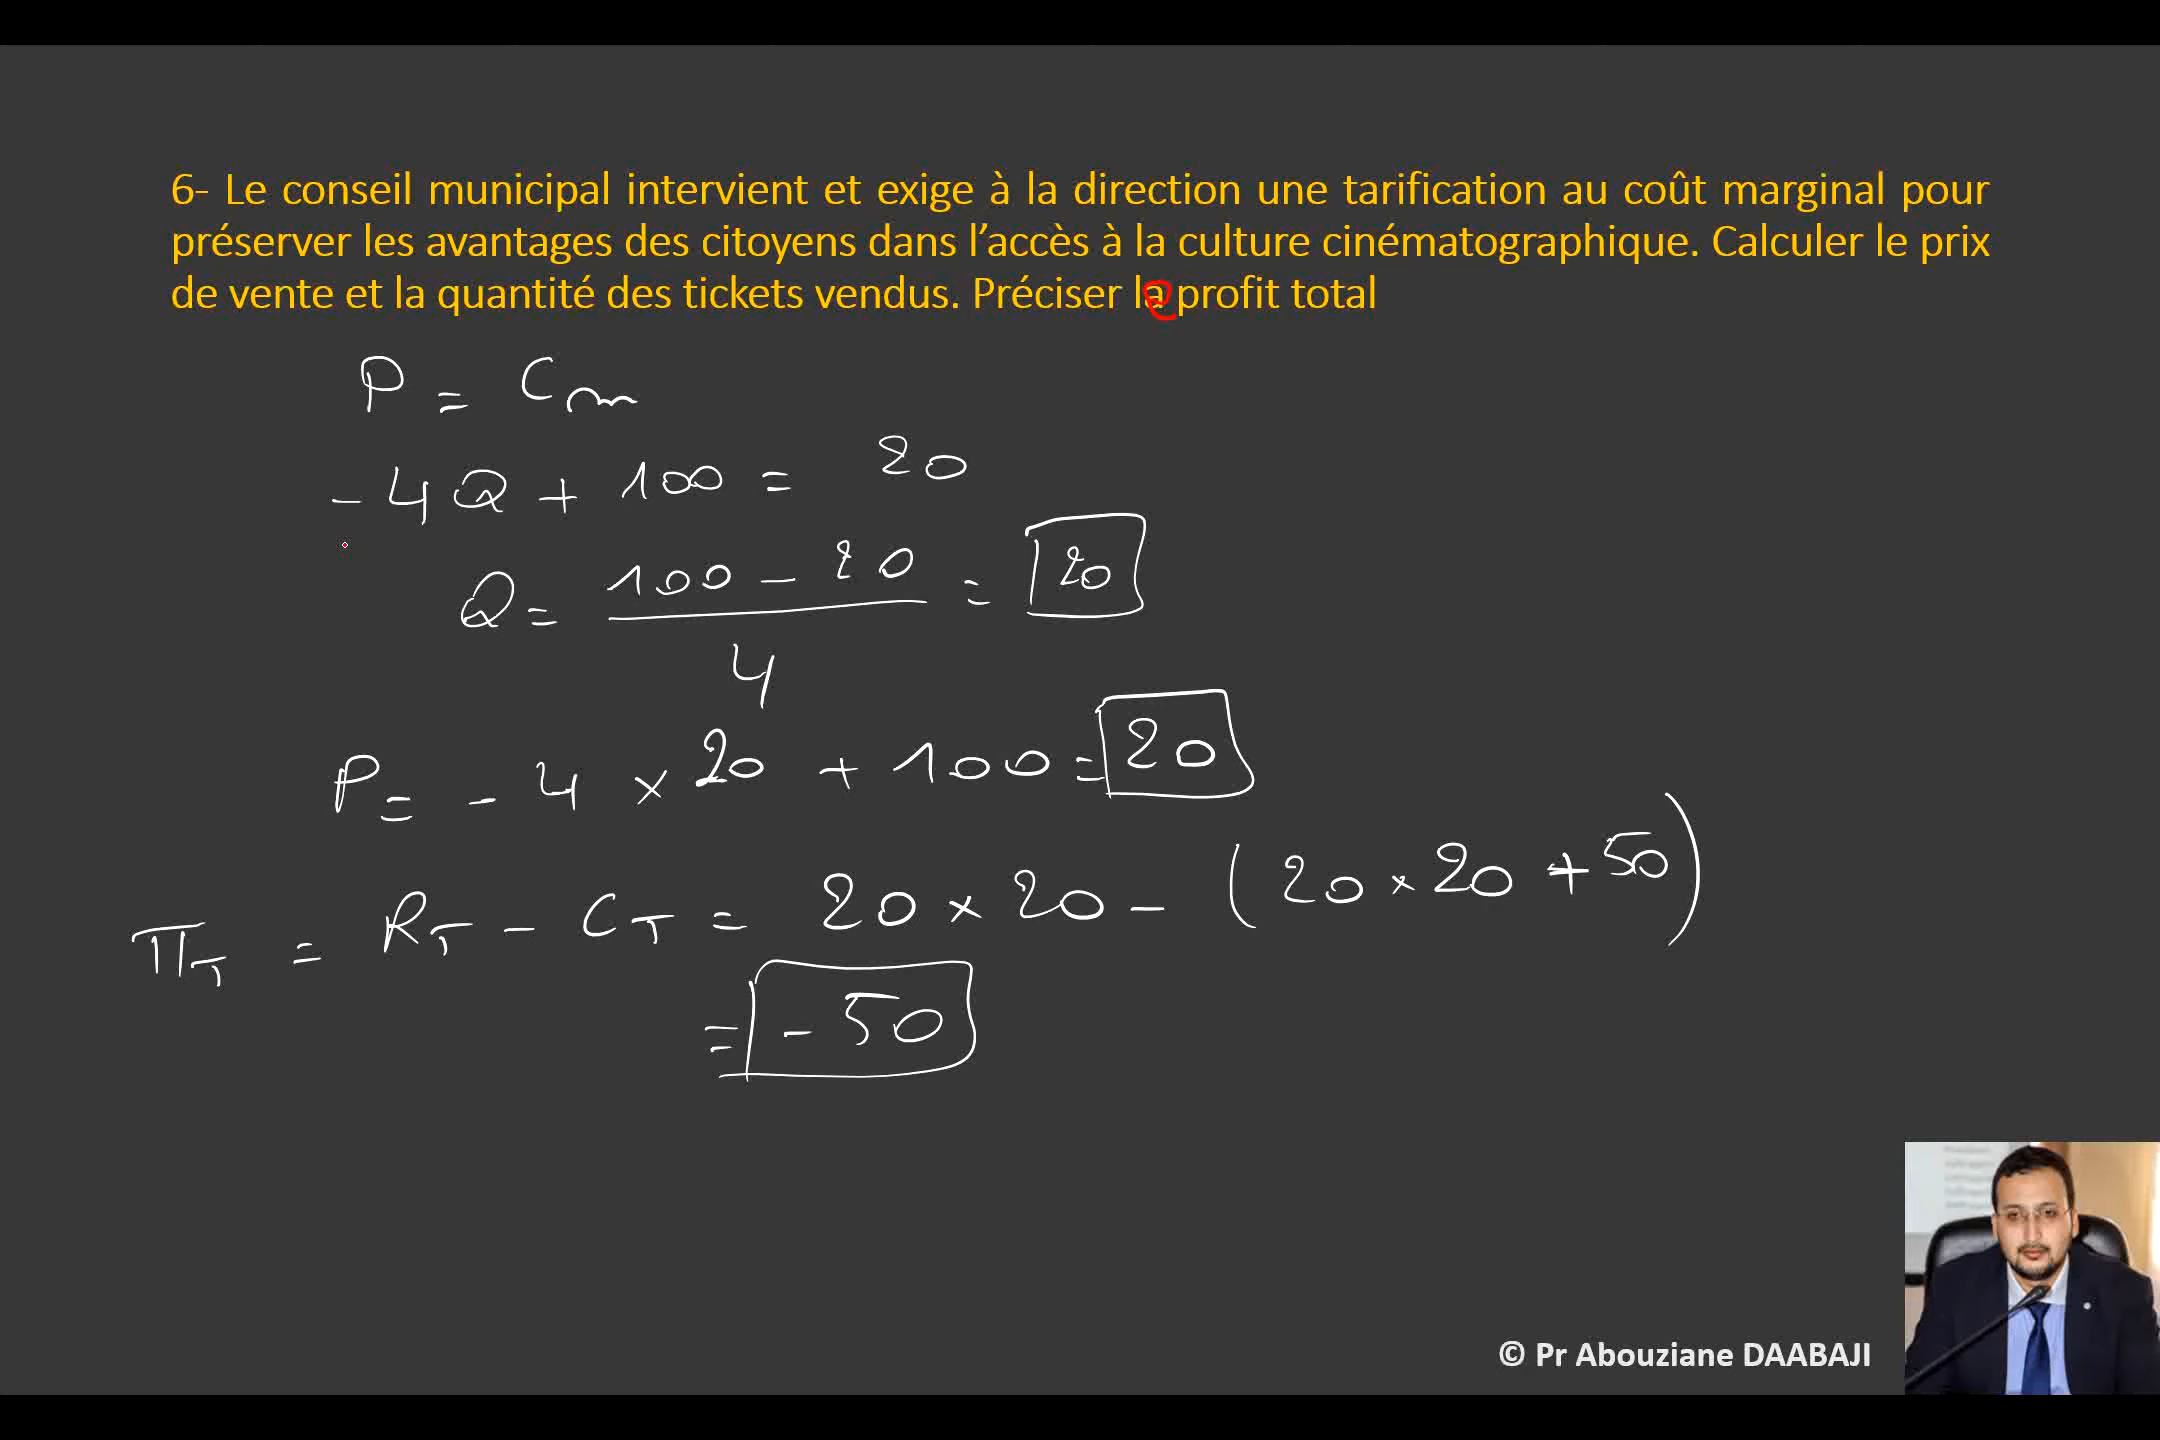 6- Le conseil municipal intervient et exige à la direction une tarification au coût marginal pour
préserver les avantages des citoyens dans l’accès à la culture cinématographique. Calculer le prix
de vente et la quantité des tickets vendus. Préciser le profit total
P = Cm
- 4Q + 100 = 20
Q = (100 - 20) / 4 = 20
P = - 4 × 20 + 100 = 20
ΠT = RT - CT = 20 × 20 - (20 × 20 + 50)
= - 50
© Pr Abouziane DAABAJI